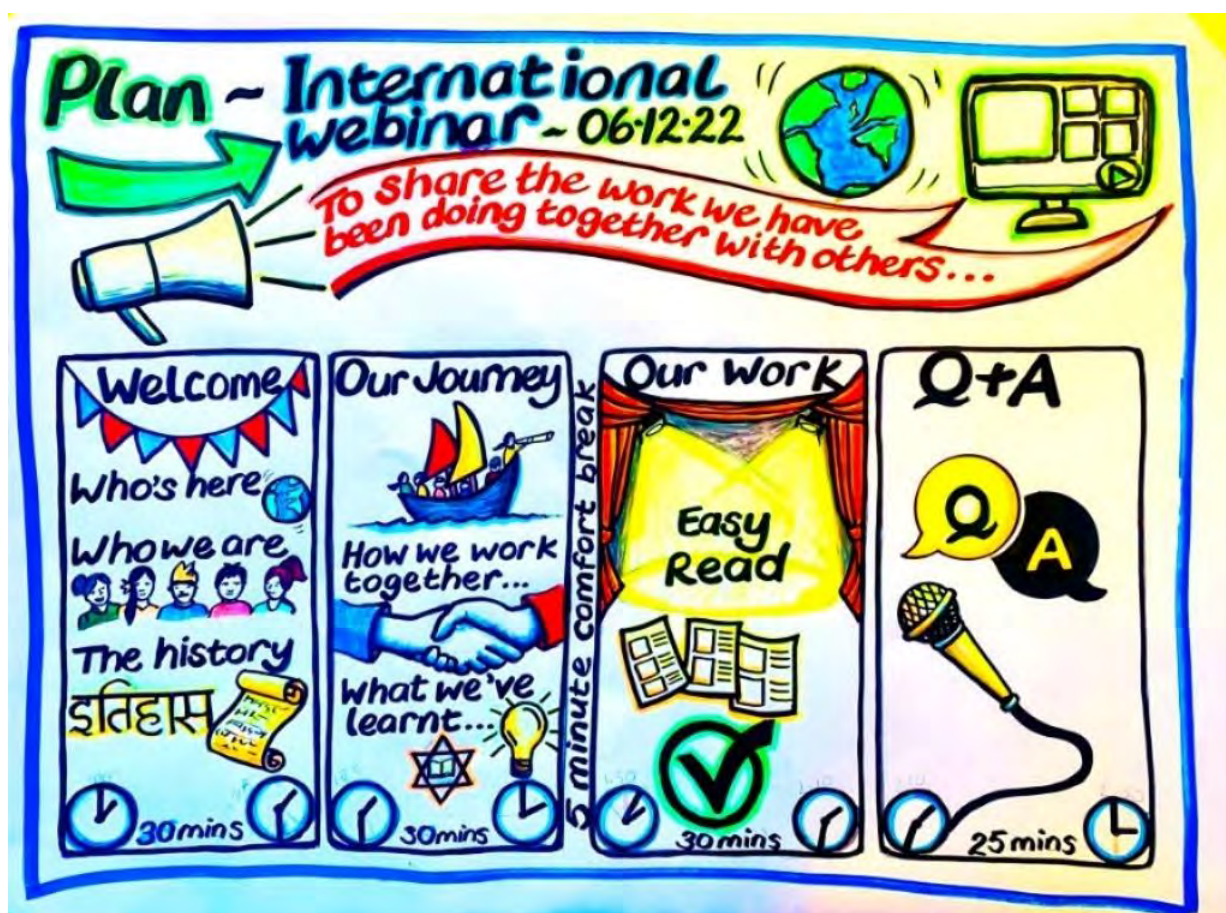 Plan ~ International
webinar ~ 06.12.22
To share the work we have
been doing together with others...
Welcome
Who's here
Who we are
The history
इतिहास
30 mins
Our Journey
How we work
together...
What we've
learnt...
30 mins
5 minute comfort break
Our Work
Easy
Read
30 mins
Q+A
Q
A
25 mins